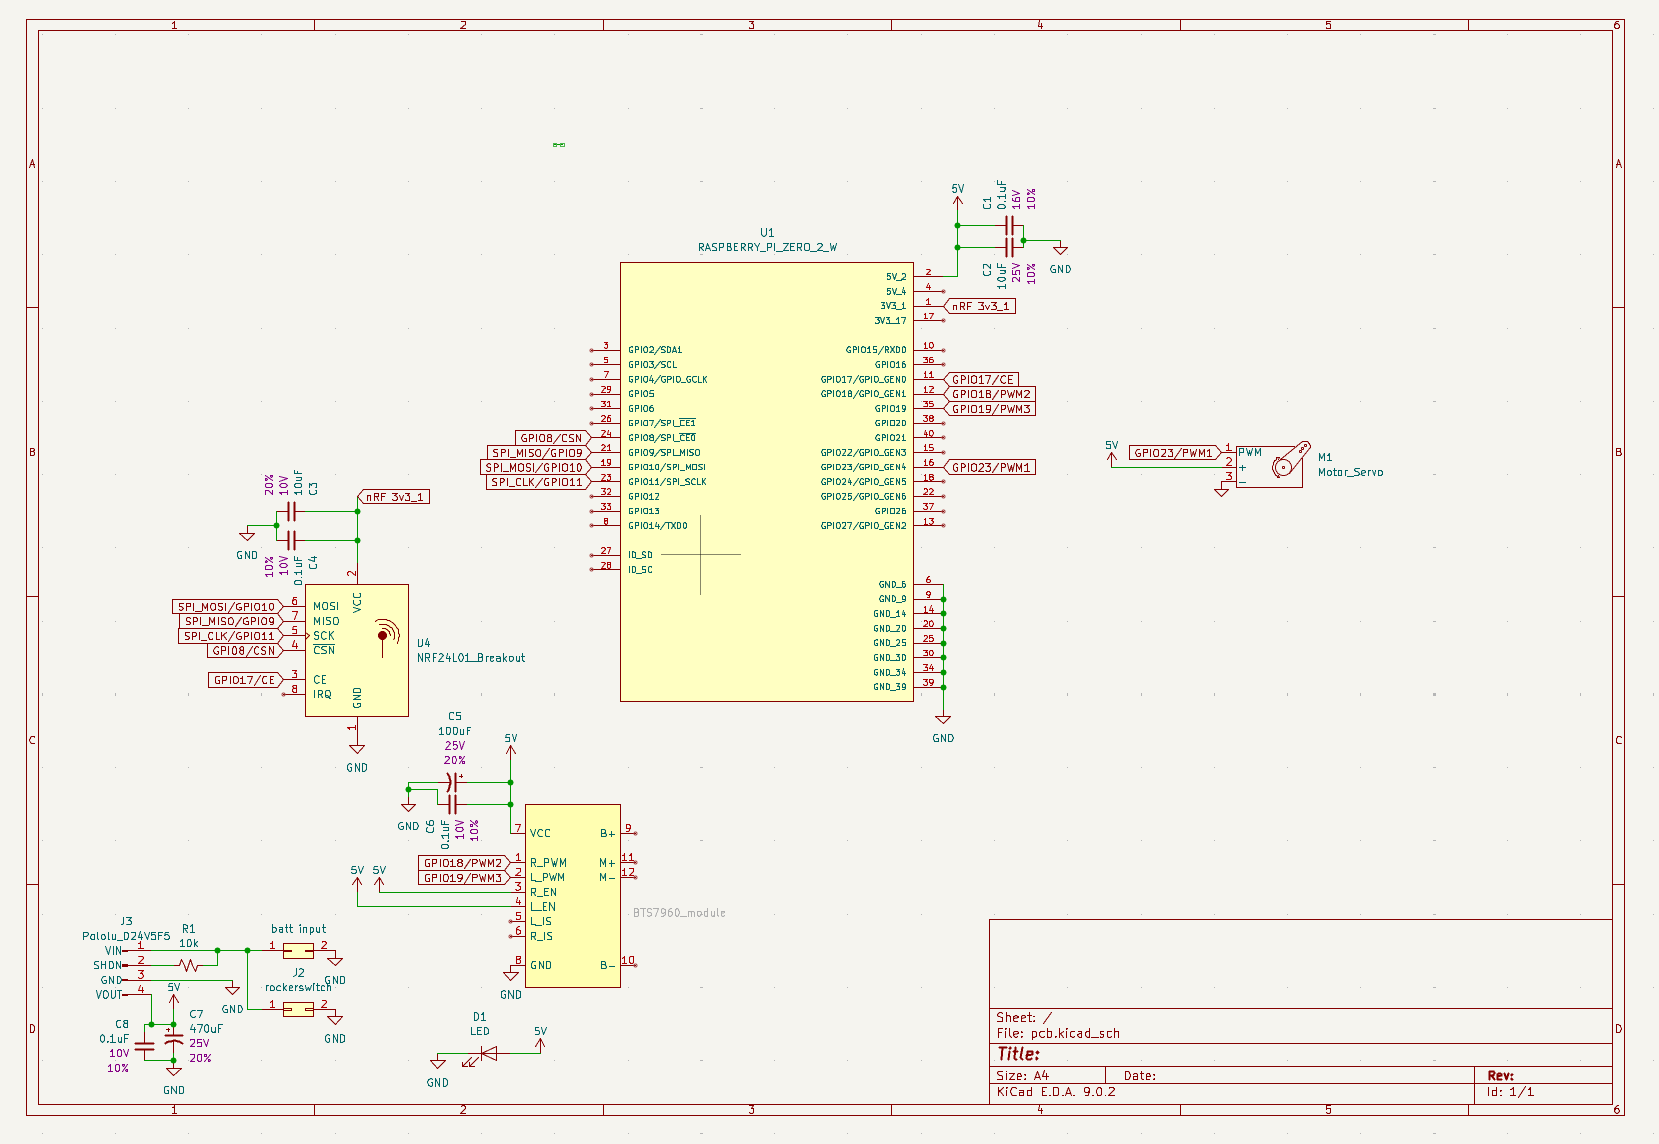 1 2 3 4 5 6
A A
B B
C C
D D
1 2 3 4 5 6
U1
RASPBERRY_PI_ZERO_2_W
5V_2 2
5V_4 4
3V3_1 1 nRF 3v3_1
3V3_17 17
3 GPIO2/SDA1
5 GPIO3/SCL
7 GPIO4/GPIO_GCLK
29 GPIO5
31 GPIO6
26 GPIO7/SPI_CE1
GPIO8/CSN 24 GPIO8/SPI_CE0
SPI_MISO/GPIO9 21 GPIO9/SPI_MISO
SPI_MOSI/GPIO10 19 GPIO10/SPI_MOSI
SPI_CLK/GPIO11 23 GPIO11/SPI_SCLK
32 GPIO12
33 GPIO13
8 GPIO14/TXD0
27 ID_SD
28 ID_SC
GPIO15/RXD0 10
GPIO16 36
GPIO17/GPIO_GEN0 11 GPIO17/CE
GPIO18/GPIO_GEN1 12 GPIO18/PWM2
GPIO19 35 GPIO19/PWM3
GPIO20 38
GPIO21 40
GPIO22/GPIO_GEN3 15
GPIO23/GPIO_GEN4 16 GPIO23/PWM1
GPIO24/GPIO_GEN5 18
GPIO25/GPIO_GEN6 22
GPIO26 37
GPIO27/GPIO_GEN2 13
GND_6 6
GND_9 9
GND_14 14
GND_20 20
GND_25 25
GND_30 30
GND_34 34
GND_39 39
GND
5V
C1
0.1uF
16V
10%
C2
10uF
25V
10%
GND
5V
GPIO23/PWM1 1 PWM
2 +
3 -
M1
Motor_Servo
20%
10V
10uF
C3
nRF 3v3_1
GND
10%
10V
0.1uF
C4
2
VCC
SPI_MOSI/GPIO10 6 MOSI
SPI_MISO/GPIO9 7 MISO
SPI_CLK/GPIO11 5 SCK
GPIO8/CSN 4 CSN
GPIO17/CE 3 CE
8 IRQ
GND
1
GND
U4
NRF24L01_Breakout
C5
100uF
25V
20%
5V
GND
C6
0.1uF
10V
10%
7 VCC
GPIO18/PWM2 1 R_PWM
GPIO19/PWM3 2 L_PWM
3 R_EN
4 L_EN
5 L_IS
6 R_IS
8 GND
B+ 9
M+ 11
M- 12
B- 10
5V 5V
GND
BTS7960_module
J3
Pololu_D24V5F5
VIN 1
SHDN 2
GND 3
VOUT 4
R1
10k
batt input
1 2
GND
J2
rockerswitch
1 2
GND
GND
5V
C8
0.1uF
10V
10%
C7
470uF
25V
20%
GND
D1
LED
5V
GND
Sheet: /
File: pcb.kicad_sch
Title:
Size: A4 Date: Rev:
KiCad E.D.A. 9.0.2 Id: 1/1